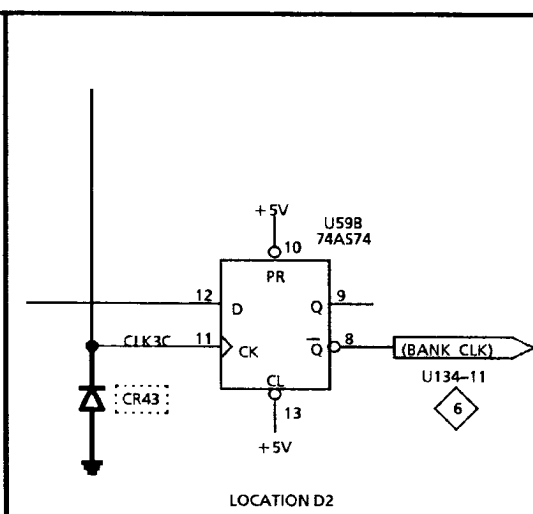 +5V
U59B
74AS74
10
PR
12
D
Q
9
CLK3C
11
CK
Q
8
(BANK CLK)
U134-11
6
CR43
CL
13
+5V
LOCATION D2